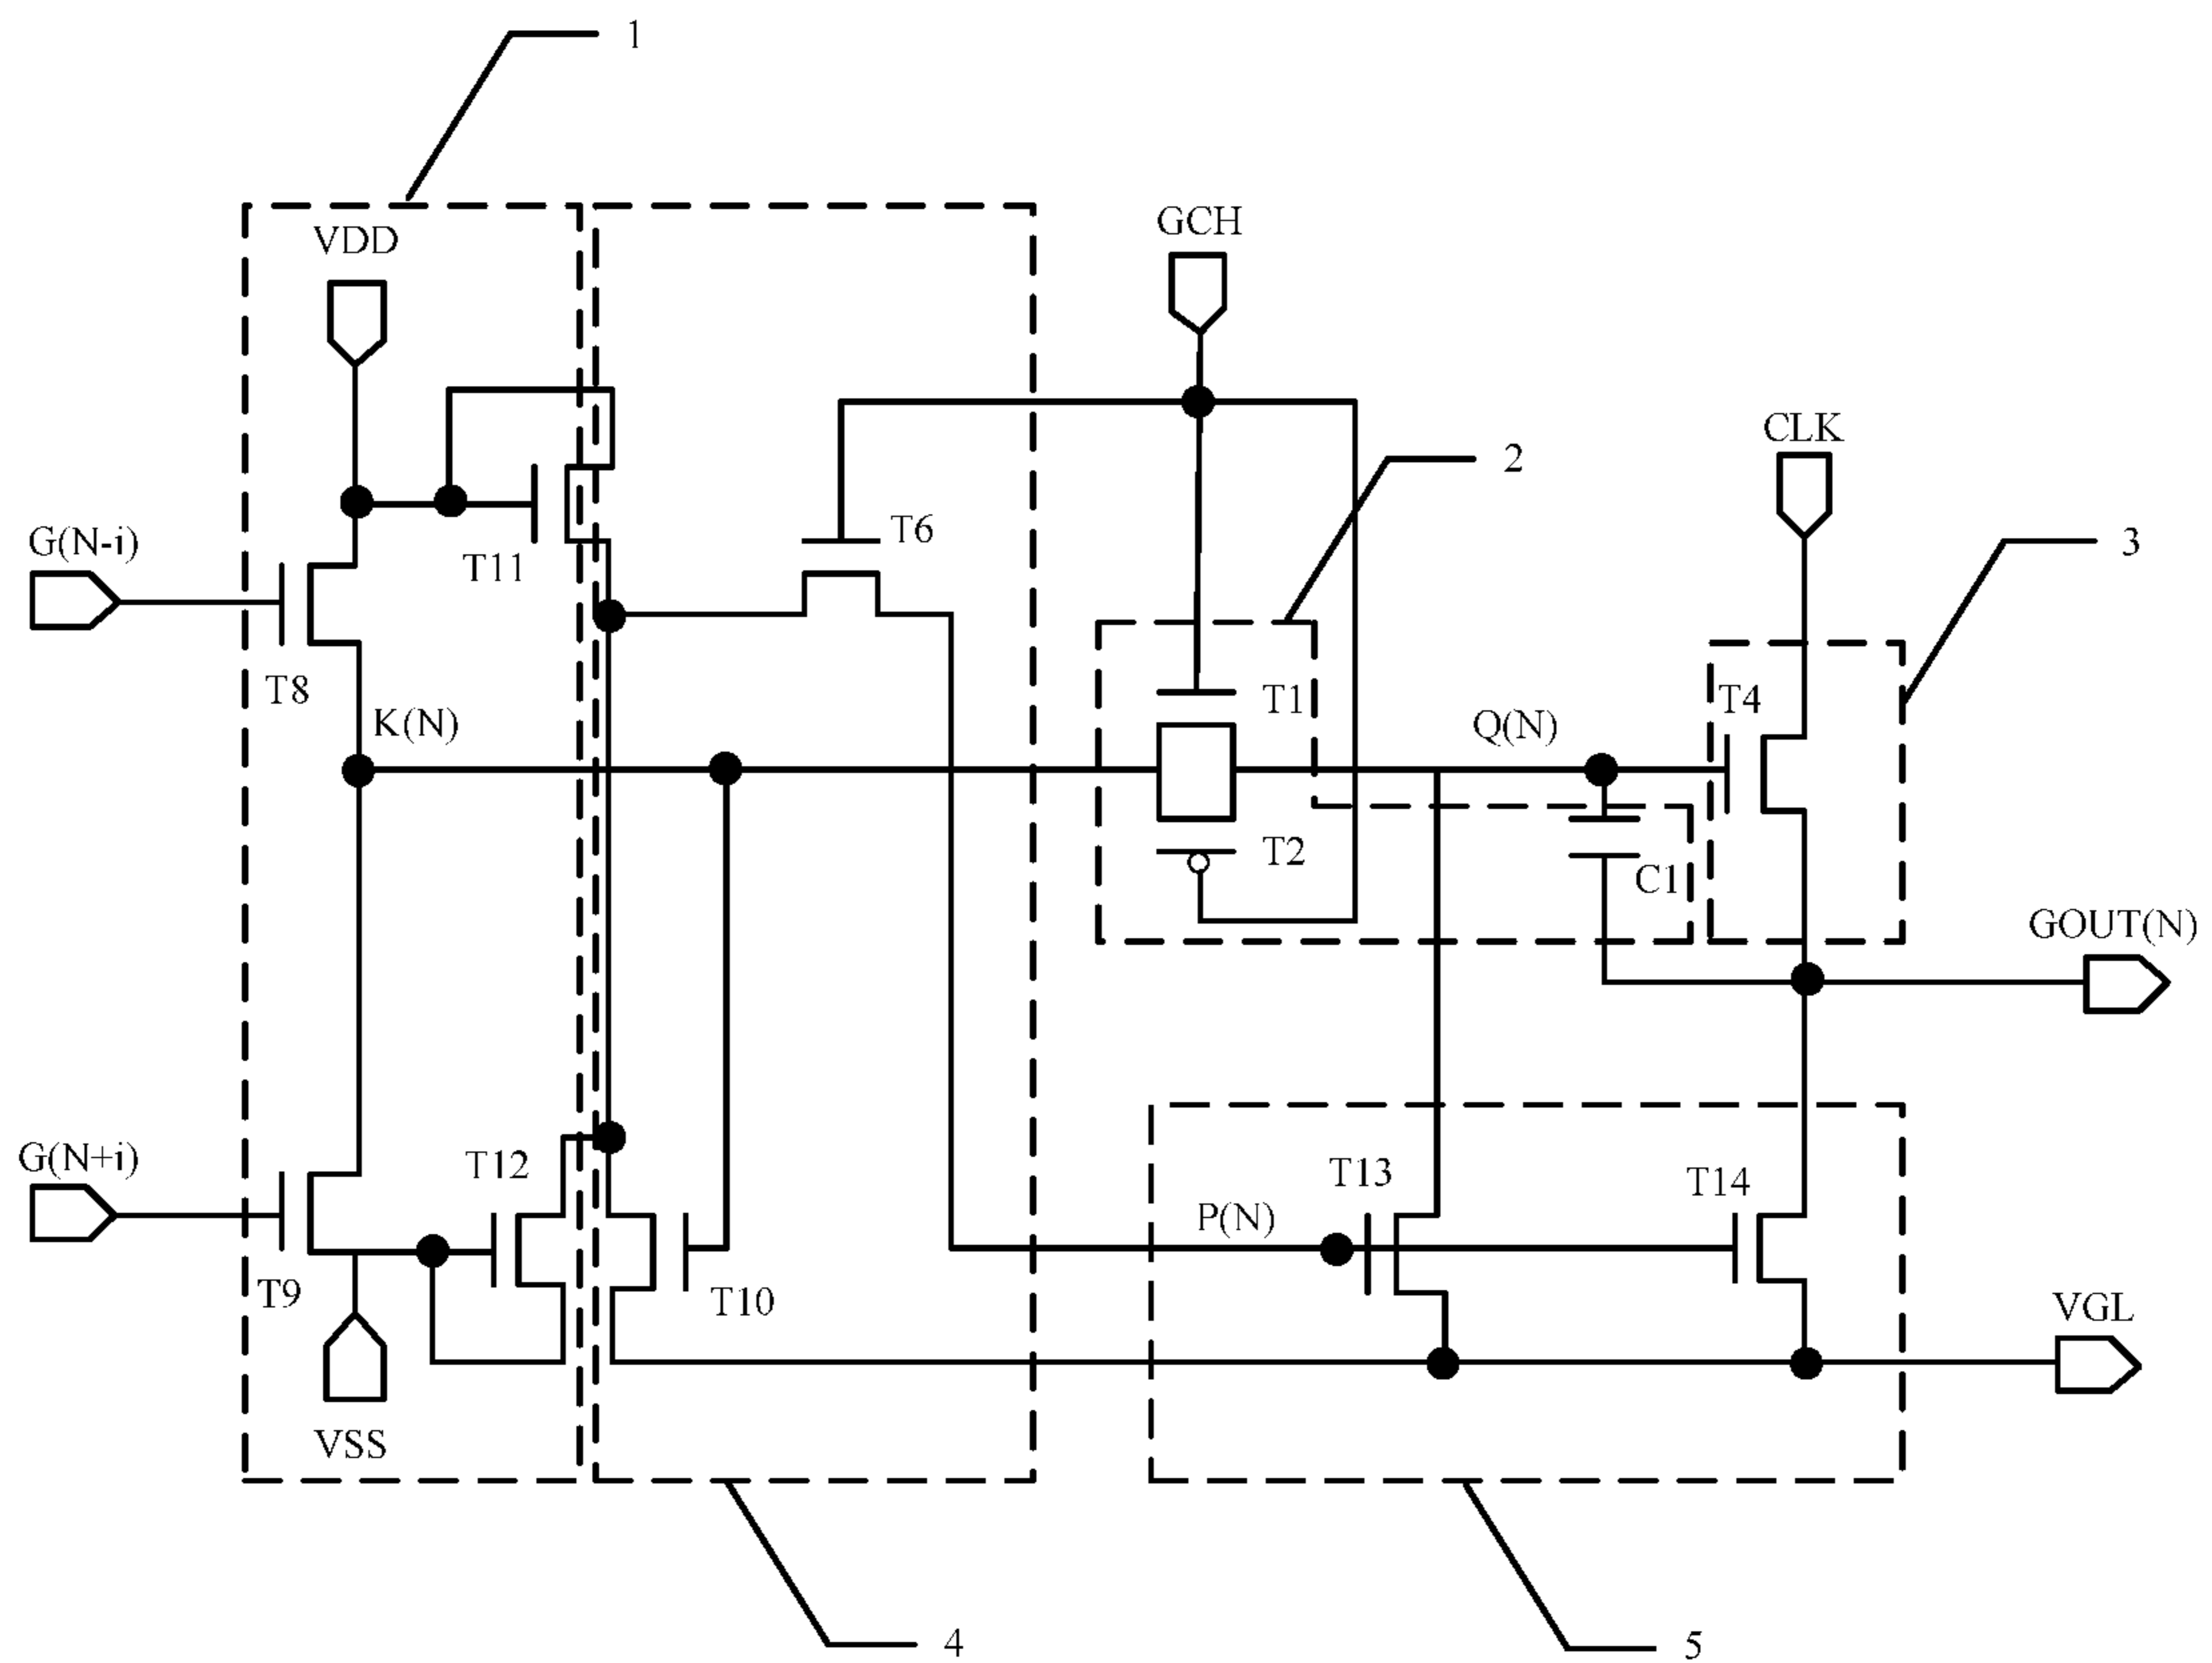 1
VDD
GCH
CLK
2
G(N-i)
T11
T6
3
T8
K(N)
T1
Q(N)
T4
T2
C1
GOUT(N)
G(N+i)
T12
T13
T14
P(N)
T9
T10
VGL
VSS
4
5